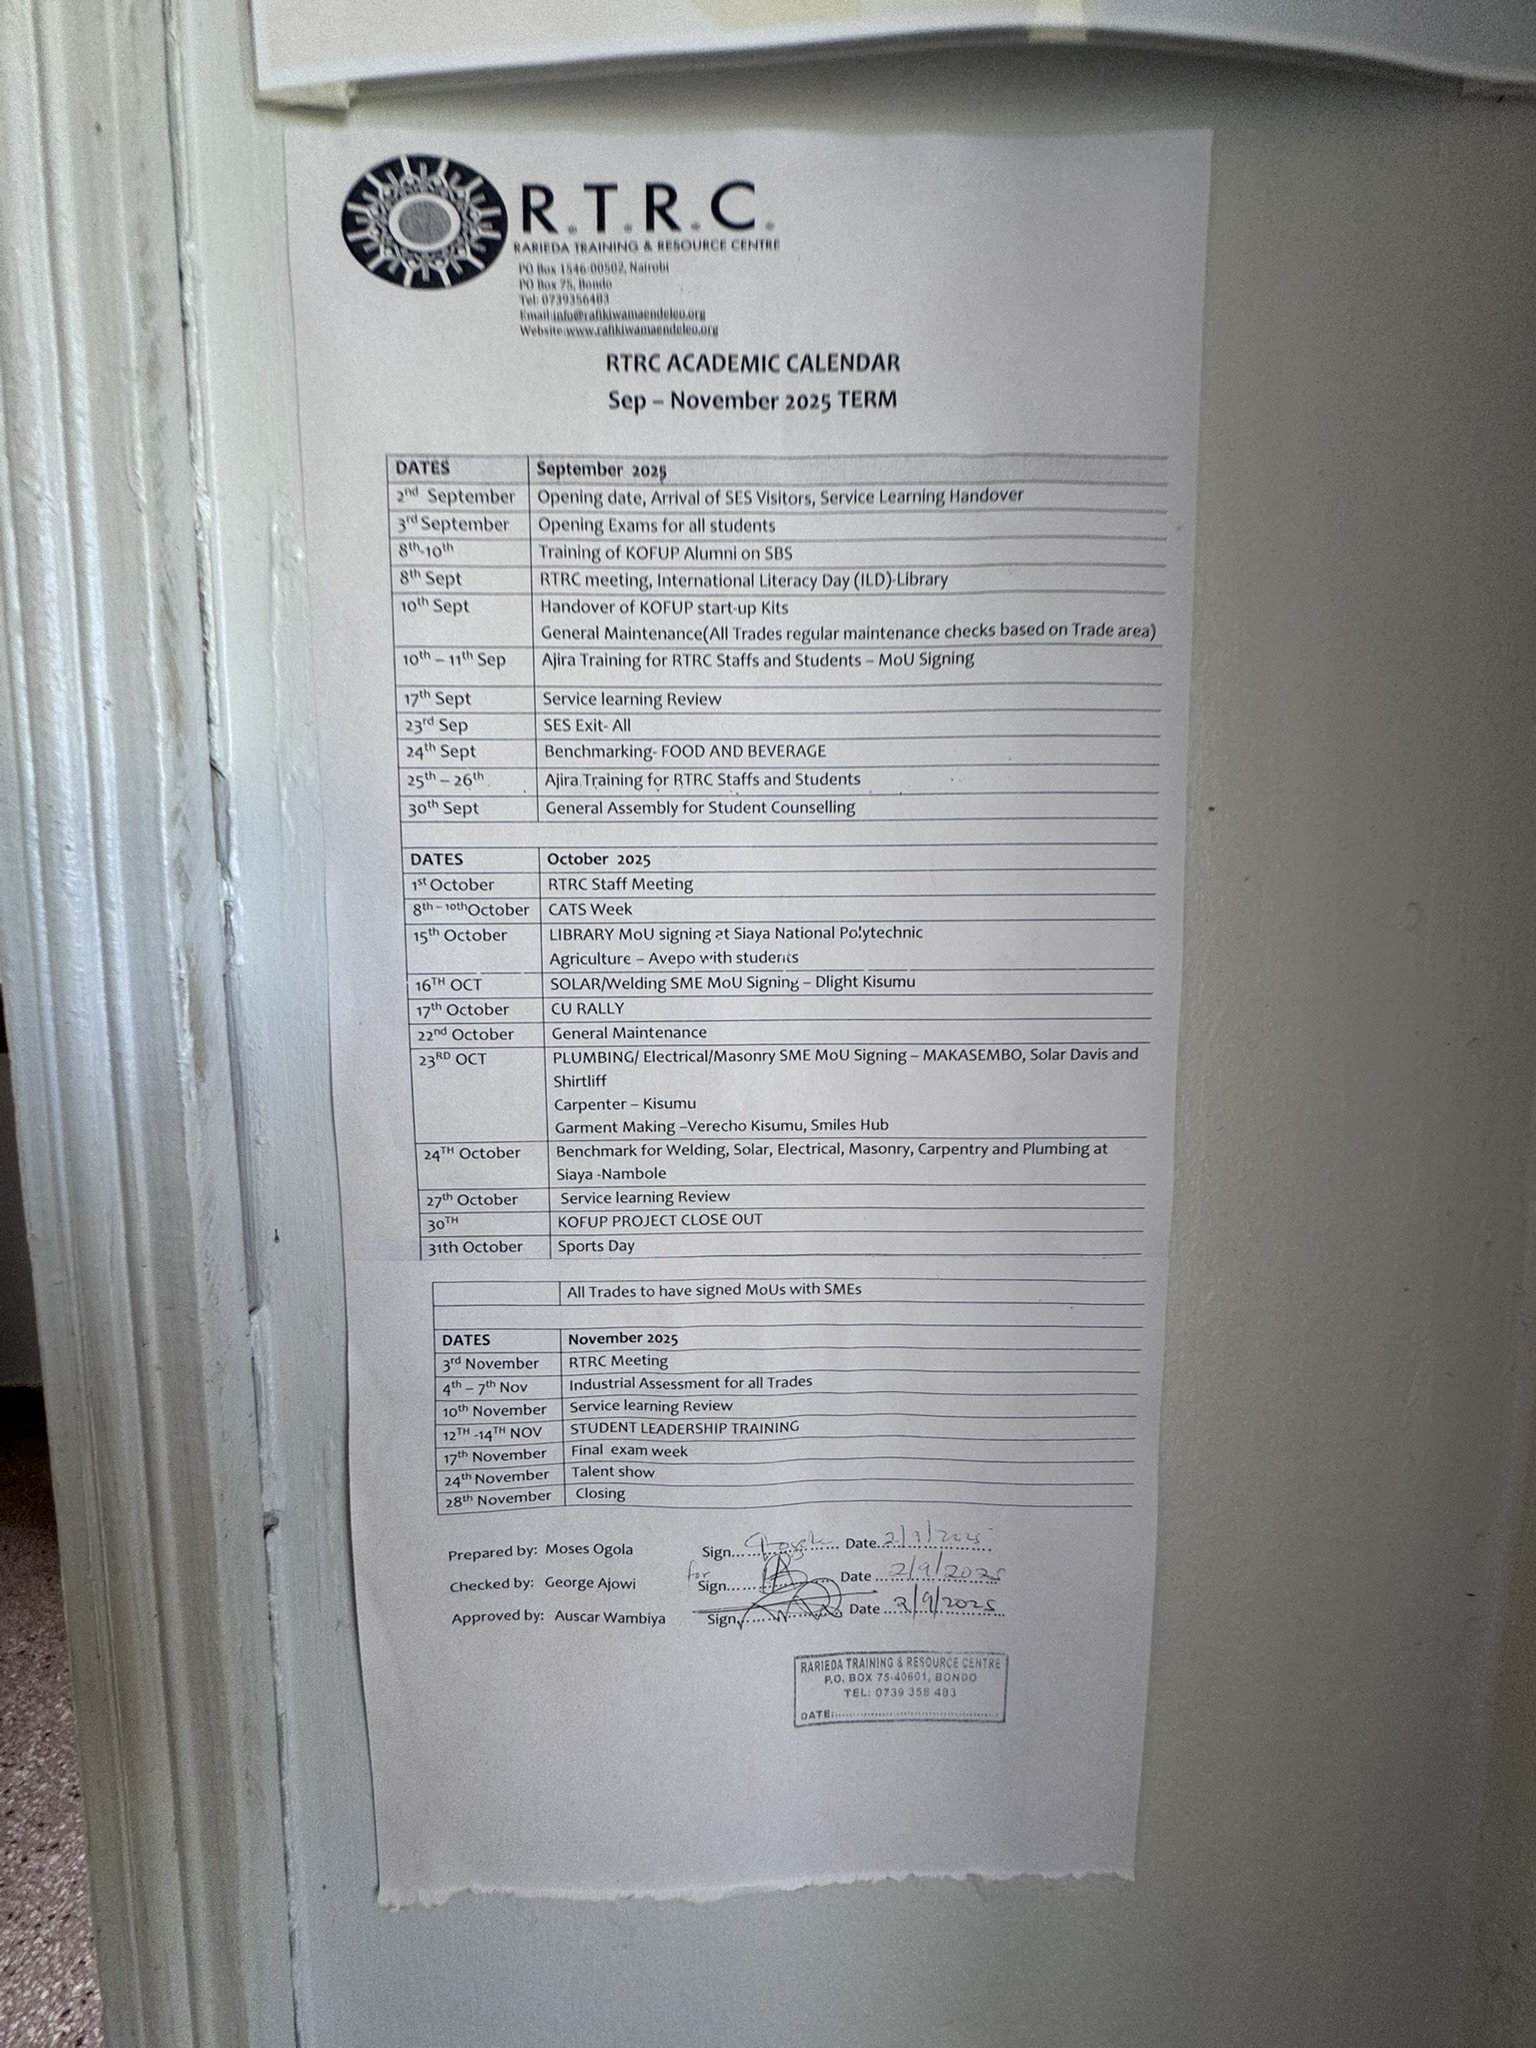 R.T.R.C.
RARIEDA TRAINING & RESOURCE CENTRE
PO Box 1546-00502, Nairobi
PO Box 75, Bondo
Tel: 0739356483
Email:info@rafikiwamaendeleo.org
Website:www.rafikiwamaendeleo.org
RTRC ACADEMIC CALENDAR
Sep – November 2025 TERM
DATES September 2025
2nd September Opening date, Arrival of SES Visitors, Service Learning Handover
3rd September Opening Exams for all students
8th-10th Training of KOFUP Alumni on SBS
8th Sept RTRC meeting, International Literacy Day (ILD)-Library
10th Sept Handover of KOFUP start-up Kits
General Maintenance(All Trades regular maintenance checks based on Trade area)
10th – 11th Sep Ajira Training for RTRC Staffs and Students – MoU Signing
17th Sept Service learning Review
23rd Sep SES Exit- All
24th Sept Benchmarking- FOOD AND BEVERAGE
25th – 26th Ajira Training for RTRC Staffs and Students
30th Sept General Assembly for Student Counselling
DATES October 2025
1st October RTRC Staff Meeting
8th – 10th October CATS Week
15th October LIBRARY MoU signing at Siaya National Polytechnic
Agriculture – Avepo with students
16TH OCT SOLAR/Welding SME MoU Signing – Dlight Kisumu
17th October CU RALLY
22nd October General Maintenance
23RD OCT PLUMBING/ Electrical/Masonry SME MoU Signing – MAKASEMBO, Solar Davis and
Shirtliff
Carpenter – Kisumu
Garment Making –Verecho Kisumu, Smiles Hub
24TH October Benchmark for Welding, Solar, Electrical, Masonry, Carpentry and Plumbing at
Siaya -Nambole
27th October Service learning Review
30TH KOFUP PROJECT CLOSE OUT
31th October Sports Day
All Trades to have signed MoUs with SMEs
DATES November 2025
3rd November RTRC Meeting
4th – 7th Nov Industrial Assessment for all Trades
10th November Service learning Review
12TH -14TH NOV STUDENT LEADERSHIP TRAINING
17th November Final exam week
24th November Talent show
28th November Closing
Prepared by: Moses Ogola Sign........ Date
Checked by: George Ajowi for Sign........ Date 2/9/2025
Approved by: Auscar Wambiya Sign........ Date 2/9/2025
RARIEDA TRAINING & RESOURCE CENTRE
P.O. BOX 75-40601, BONDO
TEL: 0739 356 483
DATE:........